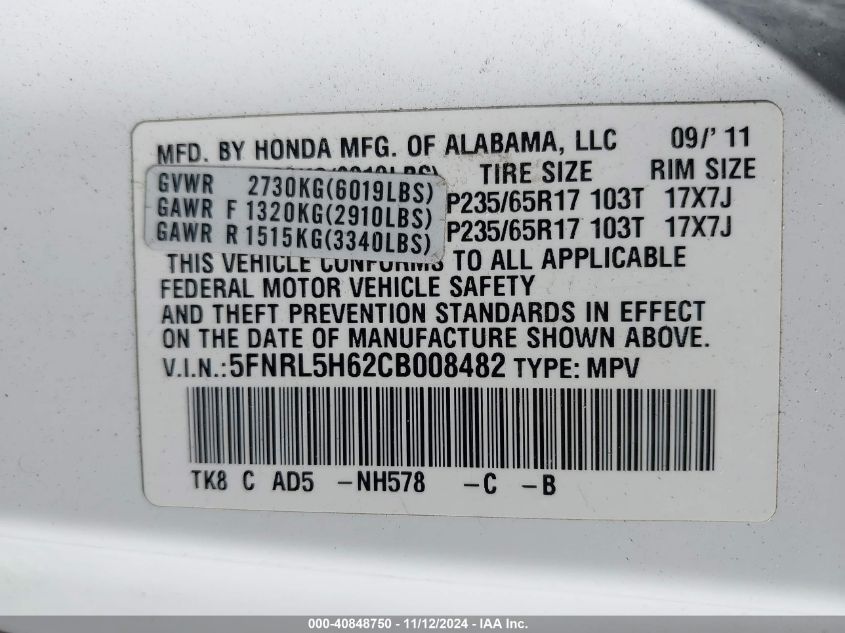 MFD. BY HONDA MFG. OF ALABAMA, LLC 09/'11
TIRE SIZE RIM SIZE
GVWR 2730KG(6019LBS)
GAWR F 1320KG(2910LBS) P235/65R17 103T 17X7J
GAWR R 1515KG(3340LBS) P235/65R17 103T 17X7J
THIS VEHICLE CONFORMS TO ALL APPLICABLE
FEDERAL MOTOR VEHICLE SAFETY
AND THEFT PREVENTION STANDARDS IN EFFECT
ON THE DATE OF MANUFACTURE SHOWN ABOVE.
V.I.N.:5FNRL5H62CB008482 TYPE: MPV
TK8 C AD5 -NH578 -C -B
000-40848750 - 11/12/2024 - IAA Inc.